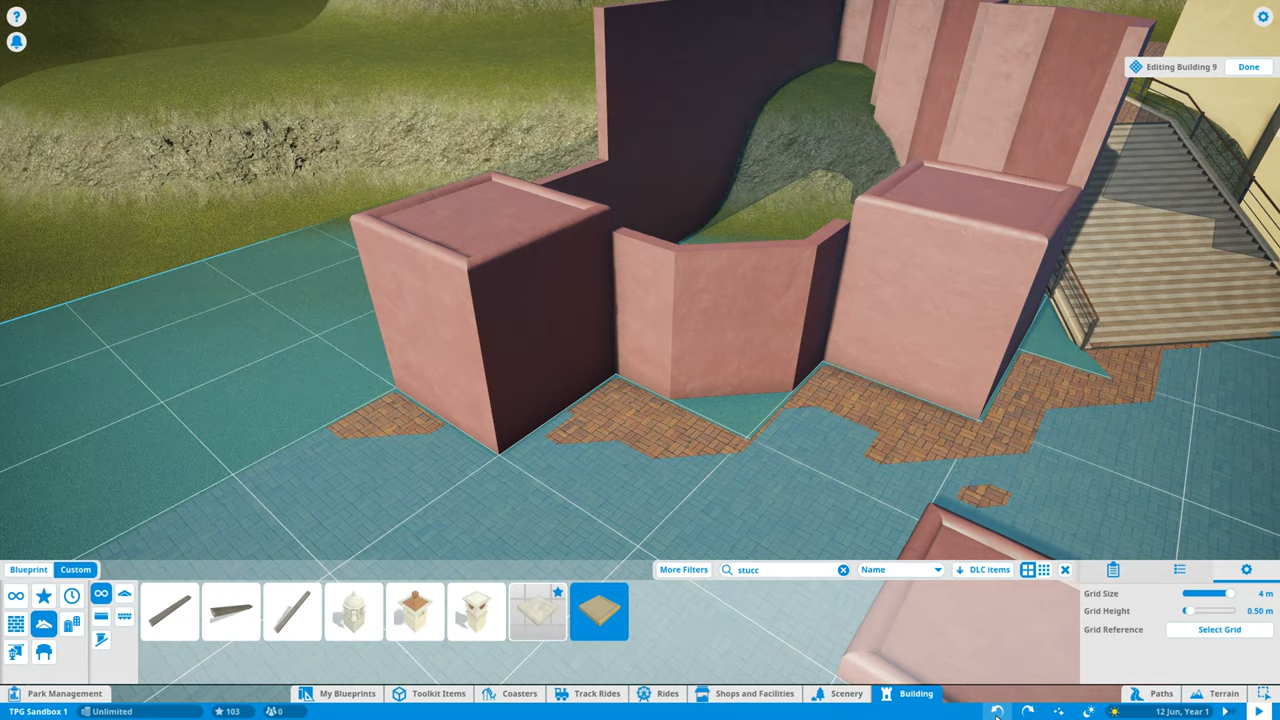 ?
Editing Building 9 Done
Blueprint Custom
More Filters stucc Name DLC items
Grid Size 4 m
Grid Height 0.50 m
Grid Reference Select Grid
Park Management My Blueprints Toolkit Items Coasters Track Rides Rides Shops and Facilities Scenery Building Paths Terrain
TPG Sandbox 1 Unlimited 103 0 12 Jun, Year 1